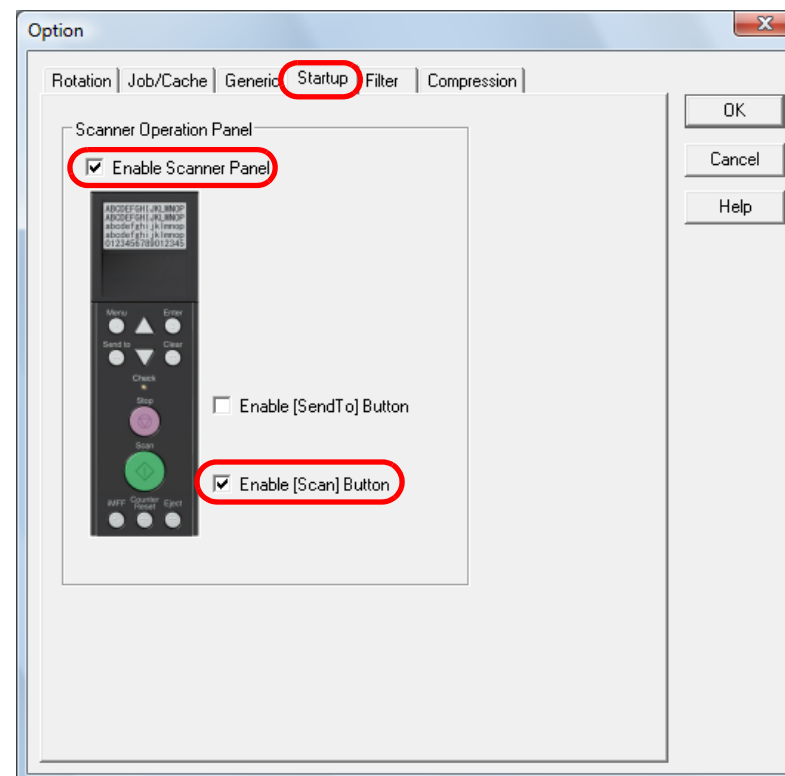 Option
Rotation Job/Cache Generic Startup Filter Compression
OK
Cancel
Help
Scanner Operation Panel
Enable Scanner Panel
ABCDEFGHIJKLMNOP
ABCDEFGHIJKLMNOP
abcdefghijklmnop
abcdefghijklmnop
0123456789012345
Menu Enter
Send to Clear
Check
Stop
Enable [SendTo] Button
Scan
Enable [Scan] Button
iMFF Counter Reset Eject